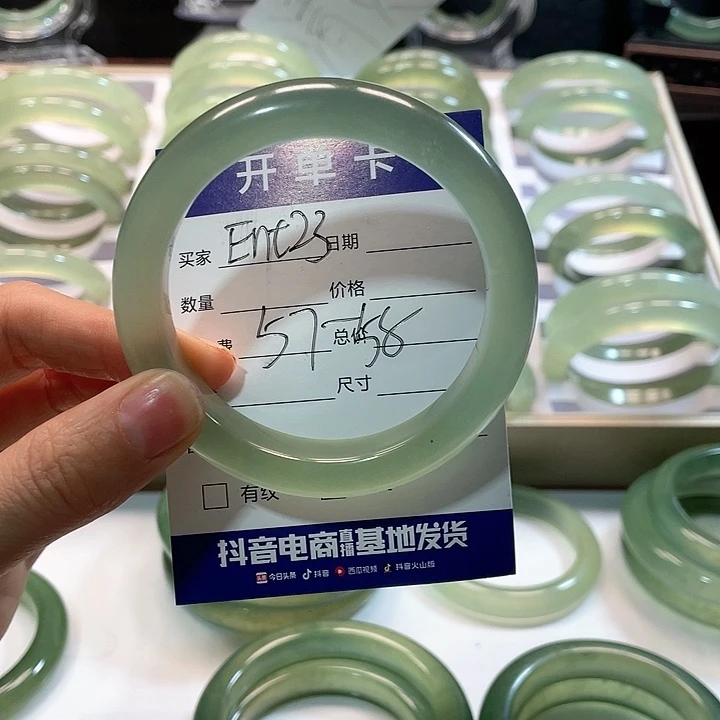 开单卡
买家 Ent23 日期
数量 价格
费 57-58 总价
尺寸
有纹
抖音电商直播基地发货
今日头条 抖音 西瓜视频 抖音火山版